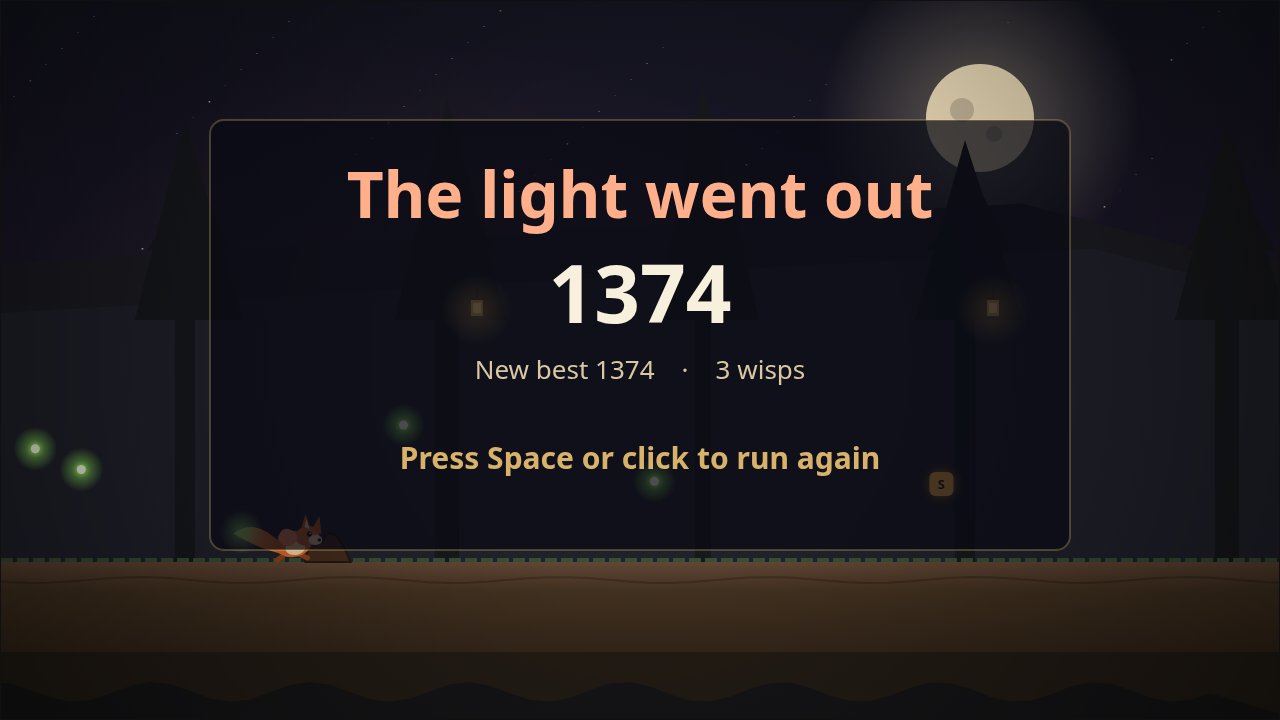 The light went out
1374
New best 1374 · 3 wisps
Press Space or click to run again
S